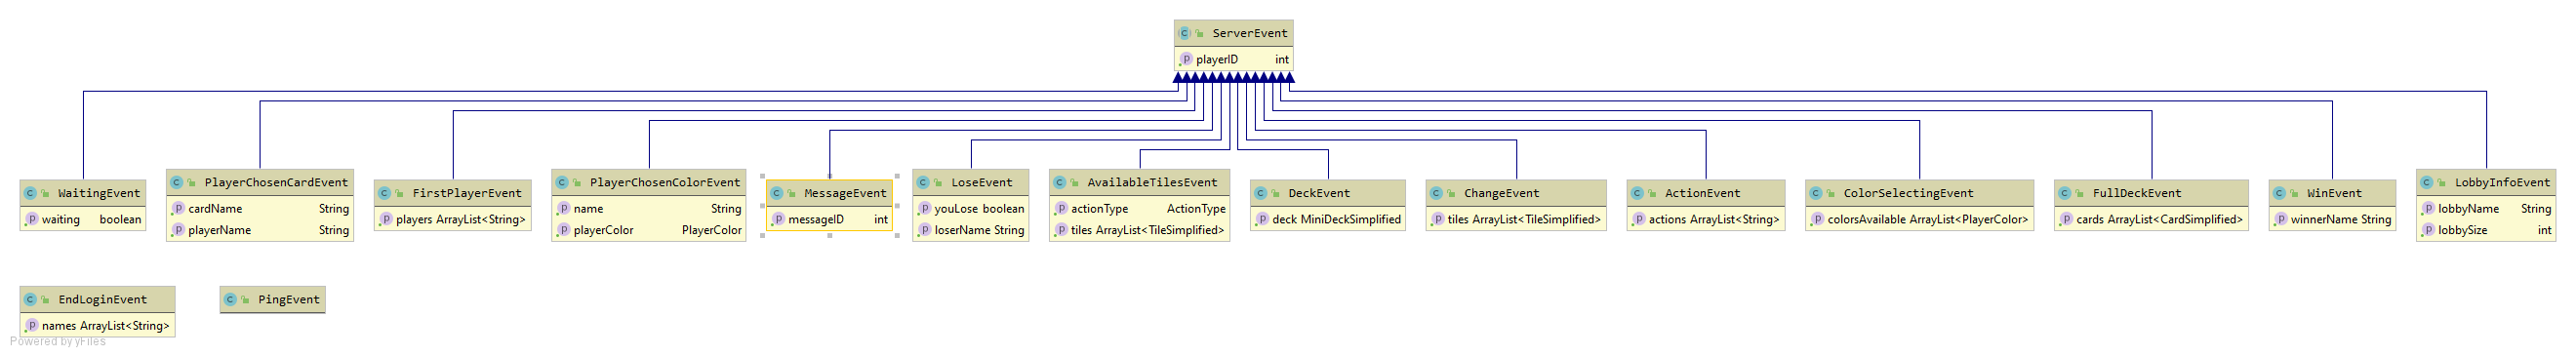 ServerEvent
playerID int
WaitingEvent
waiting boolean
PlayerChosenCardEvent
cardName String
playerName String
FirstPlayerEvent
players ArrayList<String>
PlayerChosenColorEvent
name String
playerColor PlayerColor
MessageEvent
messageID int
LoseEvent
youLose boolean
loserName String
AvailableTilesEvent
actionType ActionType
tiles ArrayList<TileSimplified>
DeckEvent
deck MiniDeckSimplified
ChangeEvent
tiles ArrayList<TileSimplified>
ActionEvent
actions ArrayList<String>
ColorSelectingEvent
colorsAvailable ArrayList<PlayerColor>
FullDeckEvent
cards ArrayList<CardSimplified>
WinEvent
winnerName String
LobbyInfoEvent
lobbyName String
lobbySize int
EndLoginEvent
names ArrayList<String>
PingEvent
Powered by yFiles